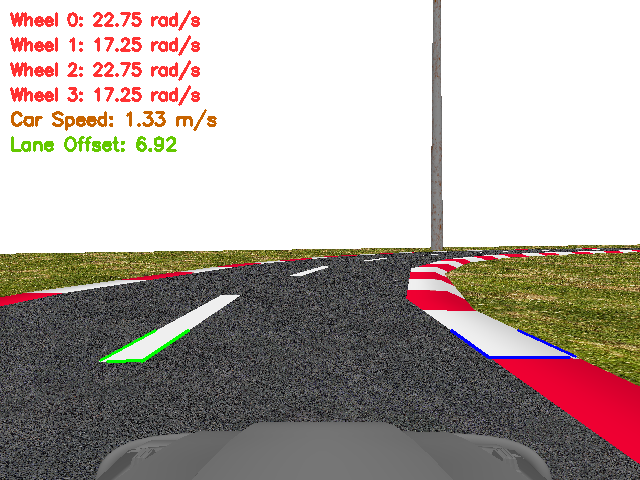 Wheel 0: 22.75 rad/s
Wheel 1: 17.25 rad/s
Wheel 2: 22.75 rad/s
Wheel 3: 17.25 rad/s
Car Speed: 1.33 m/s
Lane Offset: 6.92